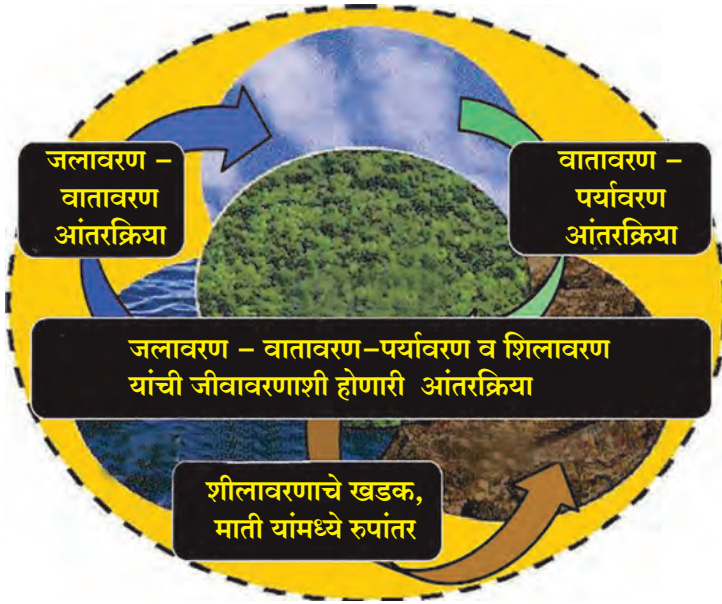 जलावरण –
वातावरण
आंतरक्रिया
वातावरण –
पर्यावरण
आंतरक्रिया
जलावरण – वातावरण–पर्यावरण व शिलावरण
यांची जीवावरणाशी होणारी आंतरक्रिया
शीलावरणाचे खडक,
माती यांमध्ये रुपांतर